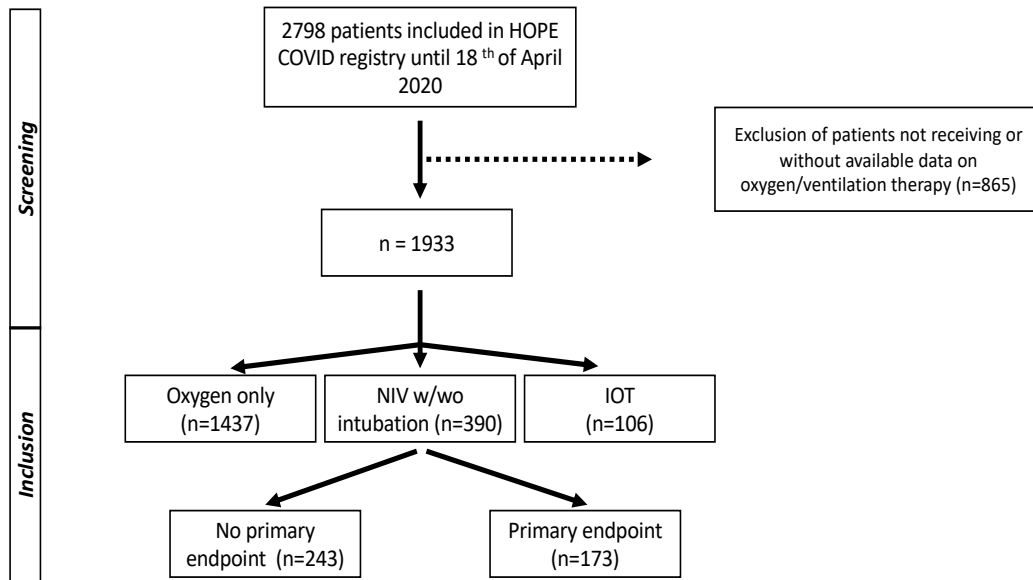 Screening
2798 patients included in HOPE
COVID registry until 18 th of April
2020
Exclusion of patients not receiving or
without available data on
oxygen/ventilation therapy (n=865)
n = 1933
Inclusion
Oxygen only
(n=1437)
NIV w/wo
intubation (n=390)
IOT
(n=106)
No primary
endpoint (n=243)
Primary endpoint
(n=173)